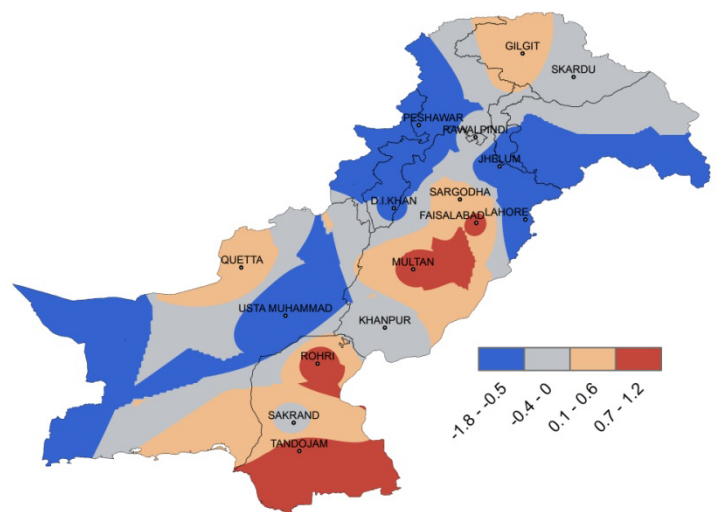 GILGIT
SKARDU
PESHAWAR
RAWALPINDI
JHELUM
SARGODHA
D.I.KHAN
FAISALABAD
LAHORE
QUETTA
MULTAN
USTA MUHAMMAD
KHANPUR
ROHRI
SAKRAND
TANDOJAM
-1.8 - -0.5
-0.4 - 0
0.1 - 0.6
0.7 - 1.2